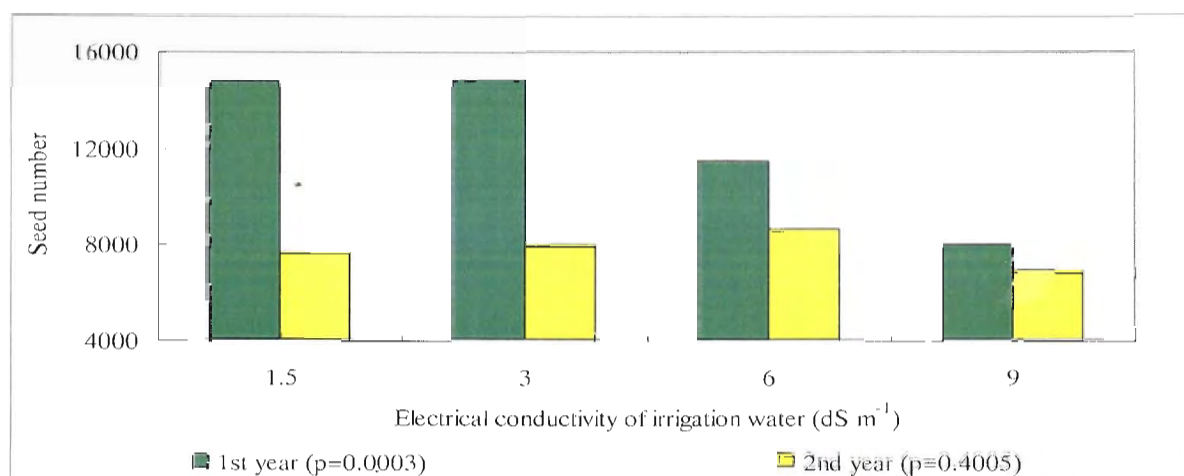 16000
12000
8000
4000
Seed number
1.5 3 6 9
Electrical conductivity of irrigation water (dS m⁻¹)
1st year (p=0.0003) 2nd year (p=0.4005)